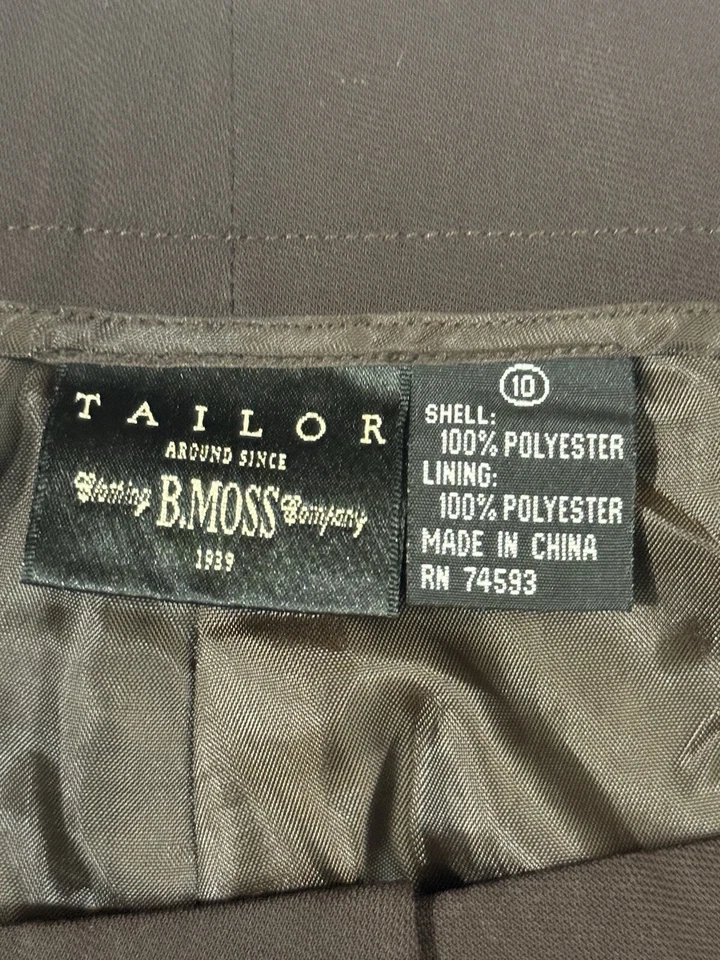 TAILOR
AROUND SINCE
Clothing B.MOSS Company
1939
10
SHELL:
100% POLYESTER
LINING:
100% POLYESTER
MADE IN CHINA
RN 74593